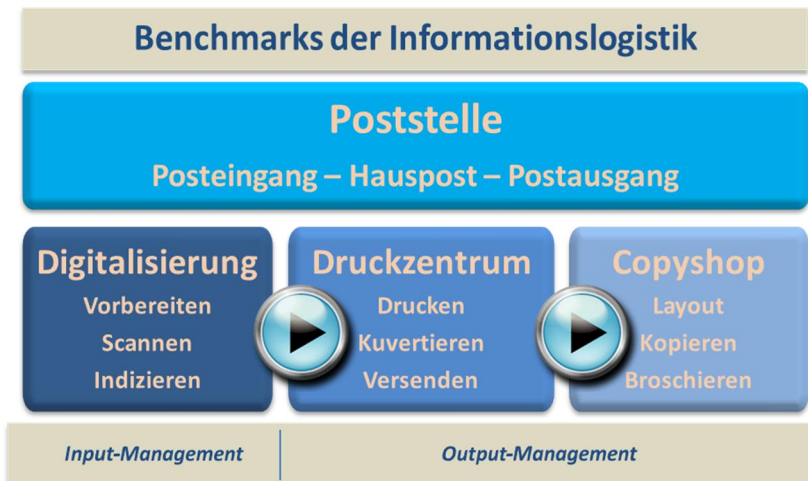 Benchmarks der Informationslogistik
Poststelle
Posteingang – Hauspost – Postausgang
Digitalisierung
Vorbereiten
Scannen
Indizieren
Druckzentrum
Drucken
Kuvertieren
Versenden
Copyshop
Layout
Kopieren
Broschieren
Input-Management
Output-Management